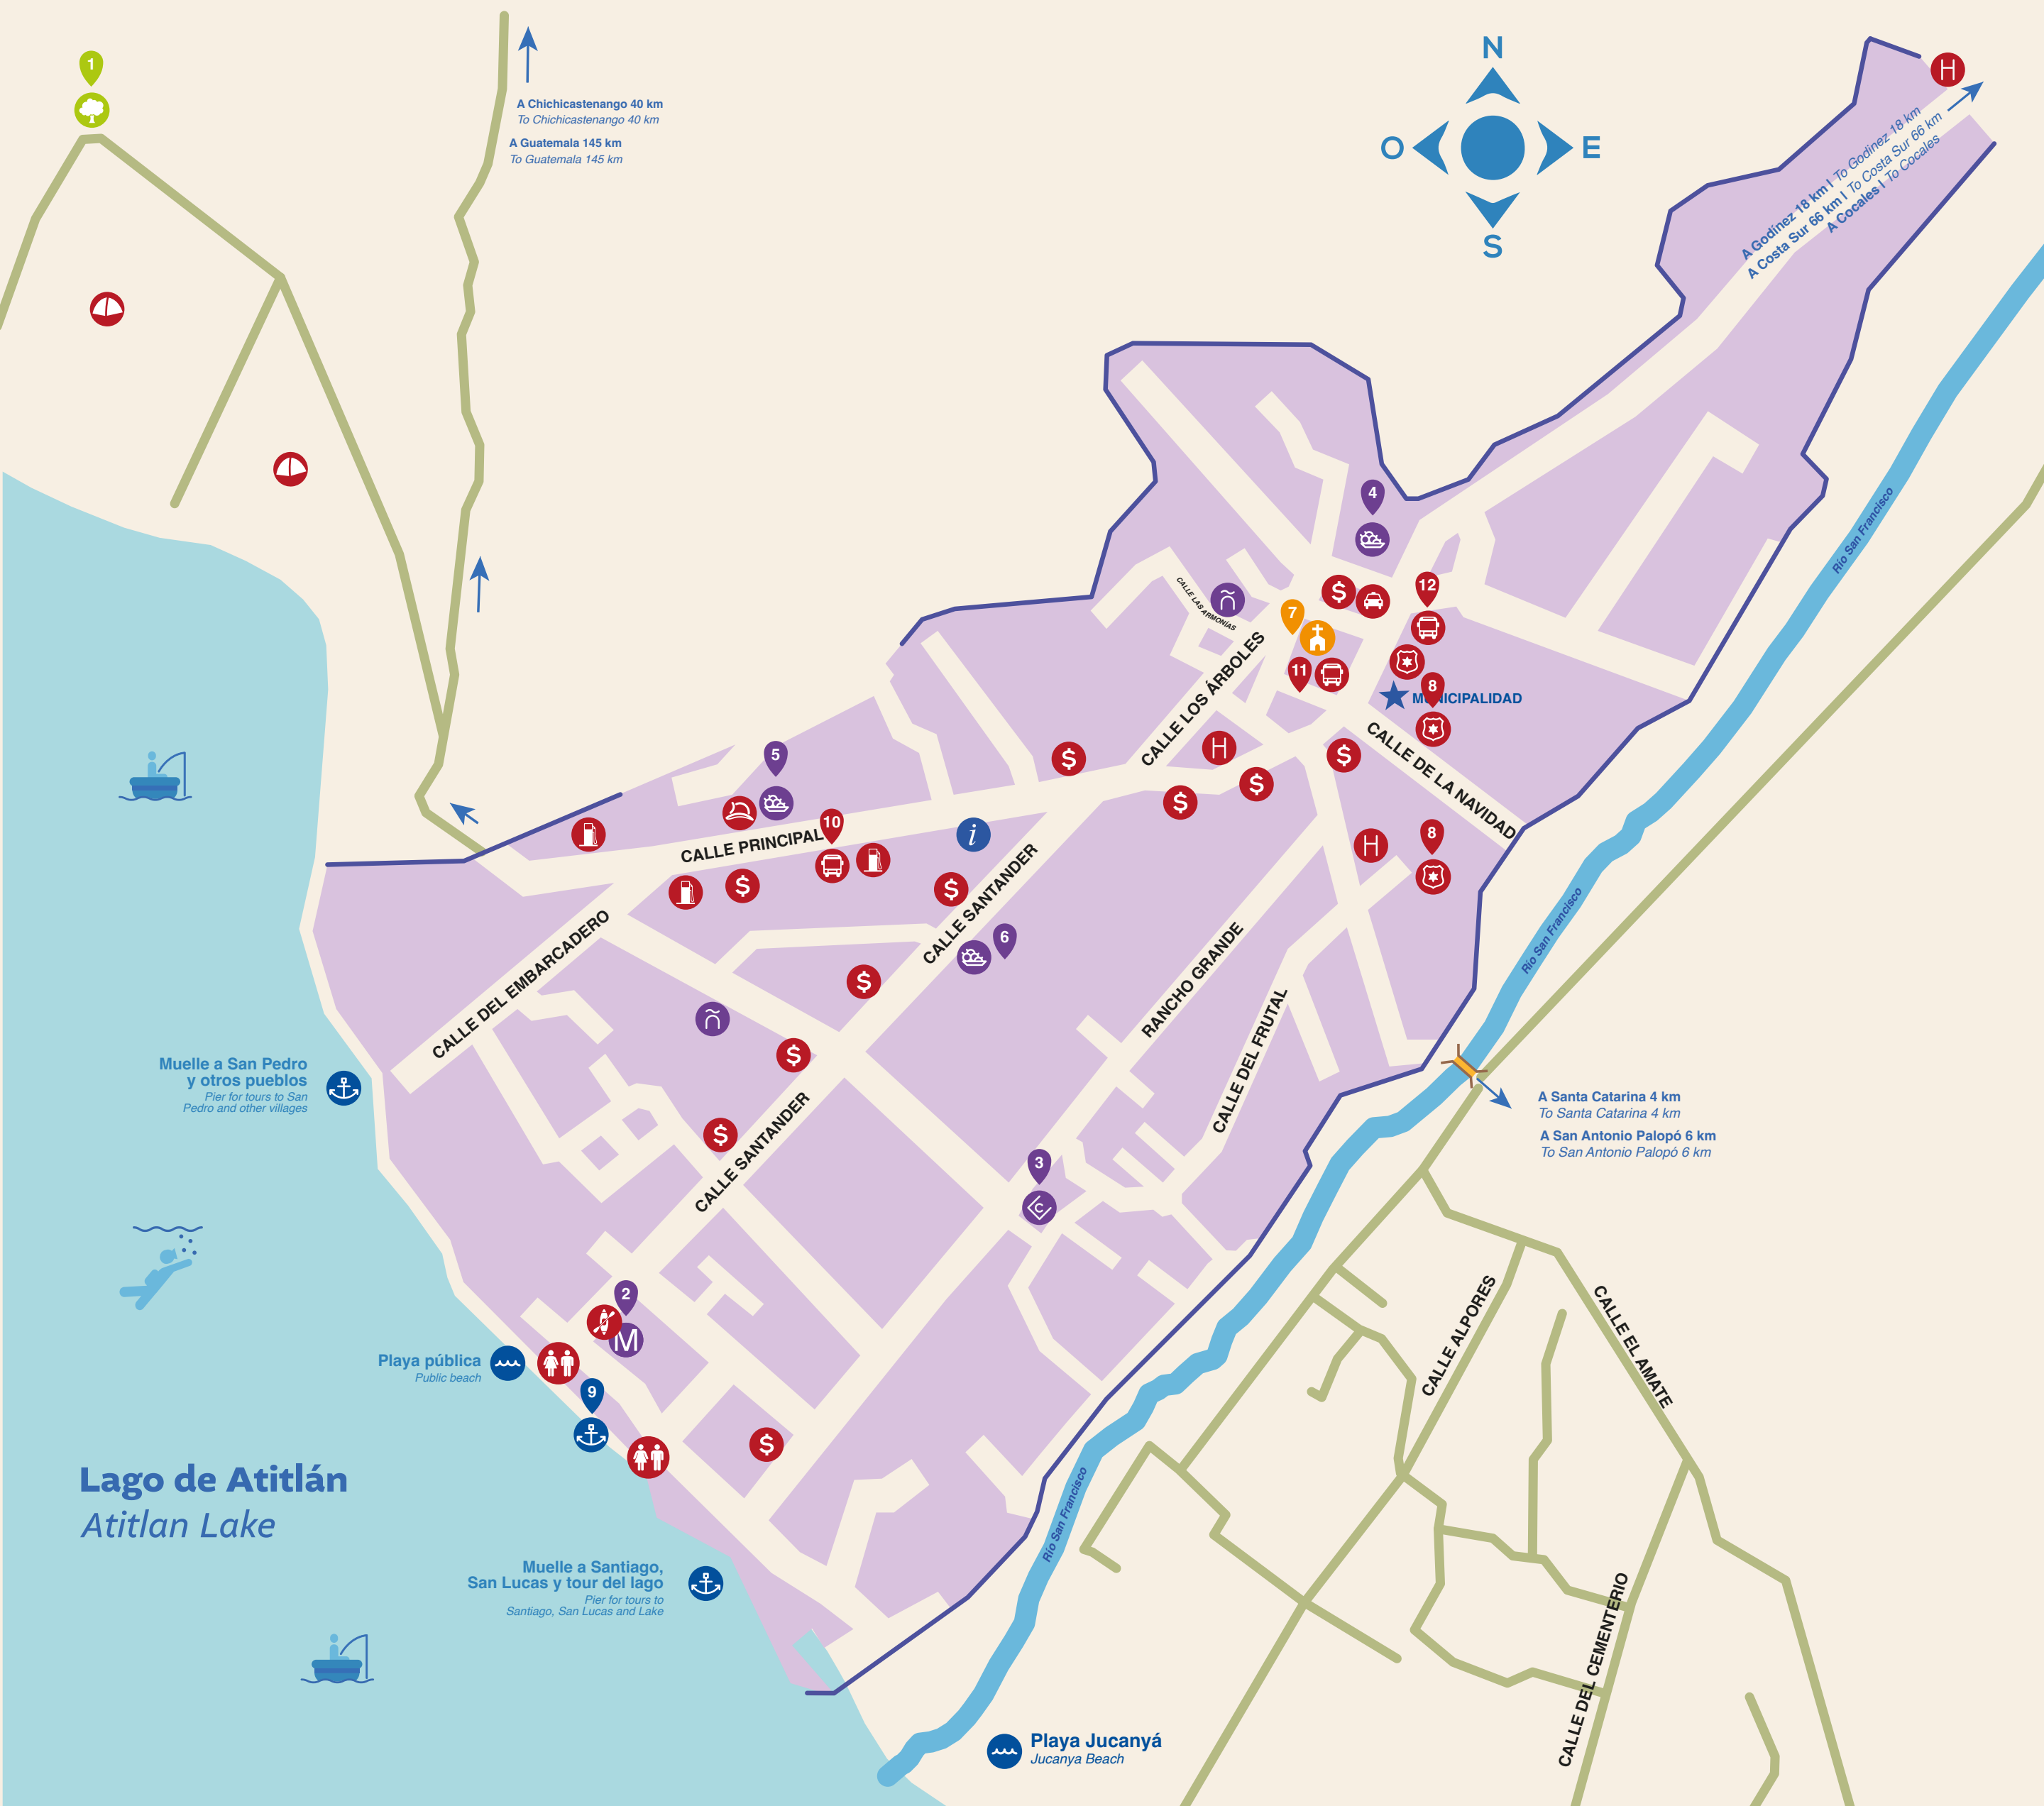 1
A Chichicastenango 40 km
To Chichicastenango 40 km
A Guatemala 145 km
To Guatemala 145 km
N
O
E
S
H
A Godinez 18 km I To Godinez 18 km
A Costa Sur 66 km I To Costa Sur 66 km
A Cocales I To Cocales
Río San Francisco
4
CALLE LAS ARMONÍAS
ñ
7
$
12
11
8
MUNICIPALIDAD
CALLE LOS ÁRBOLES
CALLE DE LA NAVIDAD
H
$
$
$
$
5
10
CALLE PRINCIPAL
i
$
$
H
8
CALLE SANTANDER
6
$
CALLE DEL EMBARCADERO
ñ
$
RANCHO GRANDE
CALLE DEL FRUTAL
Río San Francisco
Muelle a San Pedro
y otros pueblos
Pier for tours to San
Pedro and other villages
A Santa Catarina 4 km
To Santa Catarina 4 km
A San Antonio Palopó 6 km
To San Antonio Palopó 6 km
$
CALLE SANTANDER
3
C
2
M
Playa pública
Public beach
9
$
CALLE ALPORES
CALLE EL AMATE
Lago de Atitlán
Atitlan Lake
Río San Francisco
Muelle a Santiago,
San Lucas y tour del lago
Pier for tours to
Santiago, San Lucas and Lake
CALLE DEL CEMENTERIO
Playa Jucanyá
Jucanya Beach